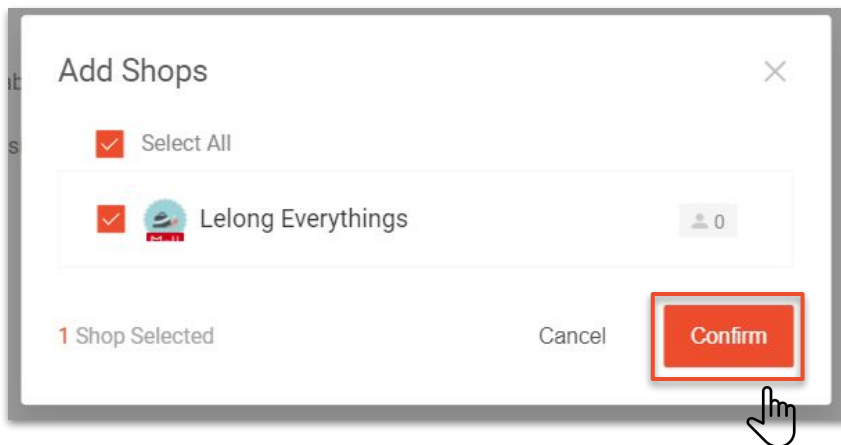 Add Shops
Select All
Lelong Everythings
0
1 Shop Selected
Cancel
Confirm